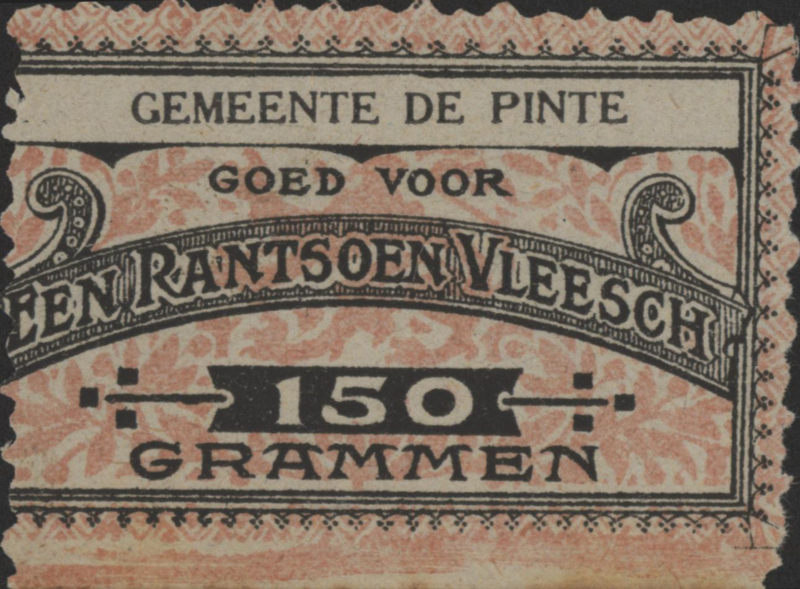 GEMEENTE DE PINTE
GOED VOOR
EEN RANTSOEN VLEESCH
150
GRAMMEN